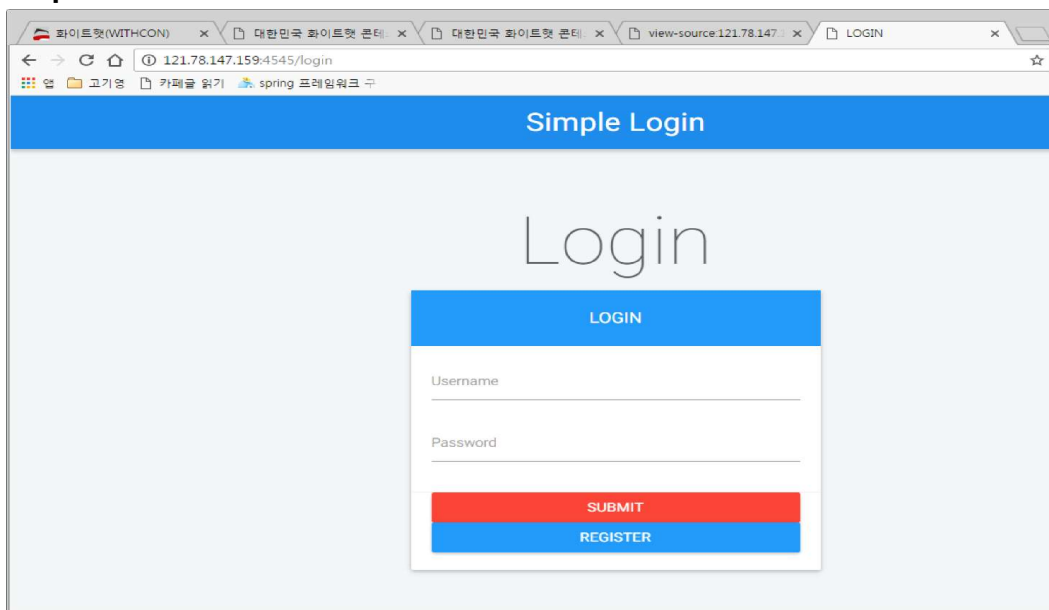 화이트햇(WITHCON)
대한민국 화이트햇 콘테
대한민국 화이트햇 콘테
view-source:121.78.147.
LOGIN
121.78.147.159:4545/login
앱 고기영 카페글 읽기 spring 프레임워크 구
Simple Login
Login
LOGIN
Username
Password
SUBMIT
REGISTER